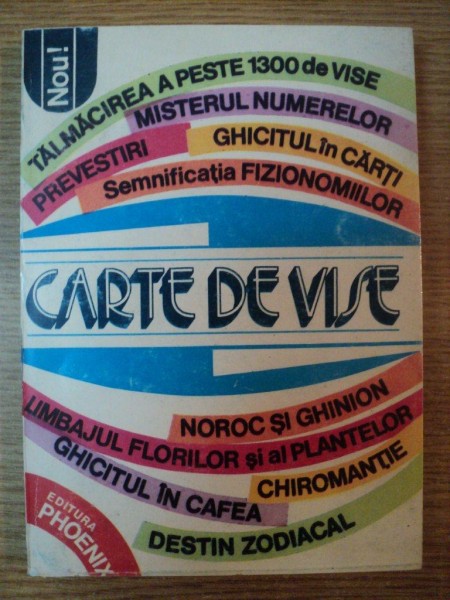 Nou!
TĂLMĂCIREA A PESTE 1300 de VISE
MISTERUL NUMERELOR
PREVESTIRI
GHICITUL în CĂRȚI
Semnificația FIZIONOMIILOR
CARTE DE VISE
NOROC ȘI GHINION
LIMBAJUL FLORILOR și al PLANTELOR
GHICITUL ÎN CAFEA
CHIROMANȚIE
DESTIN ZODIACAL
EDITURA
PHOENIX